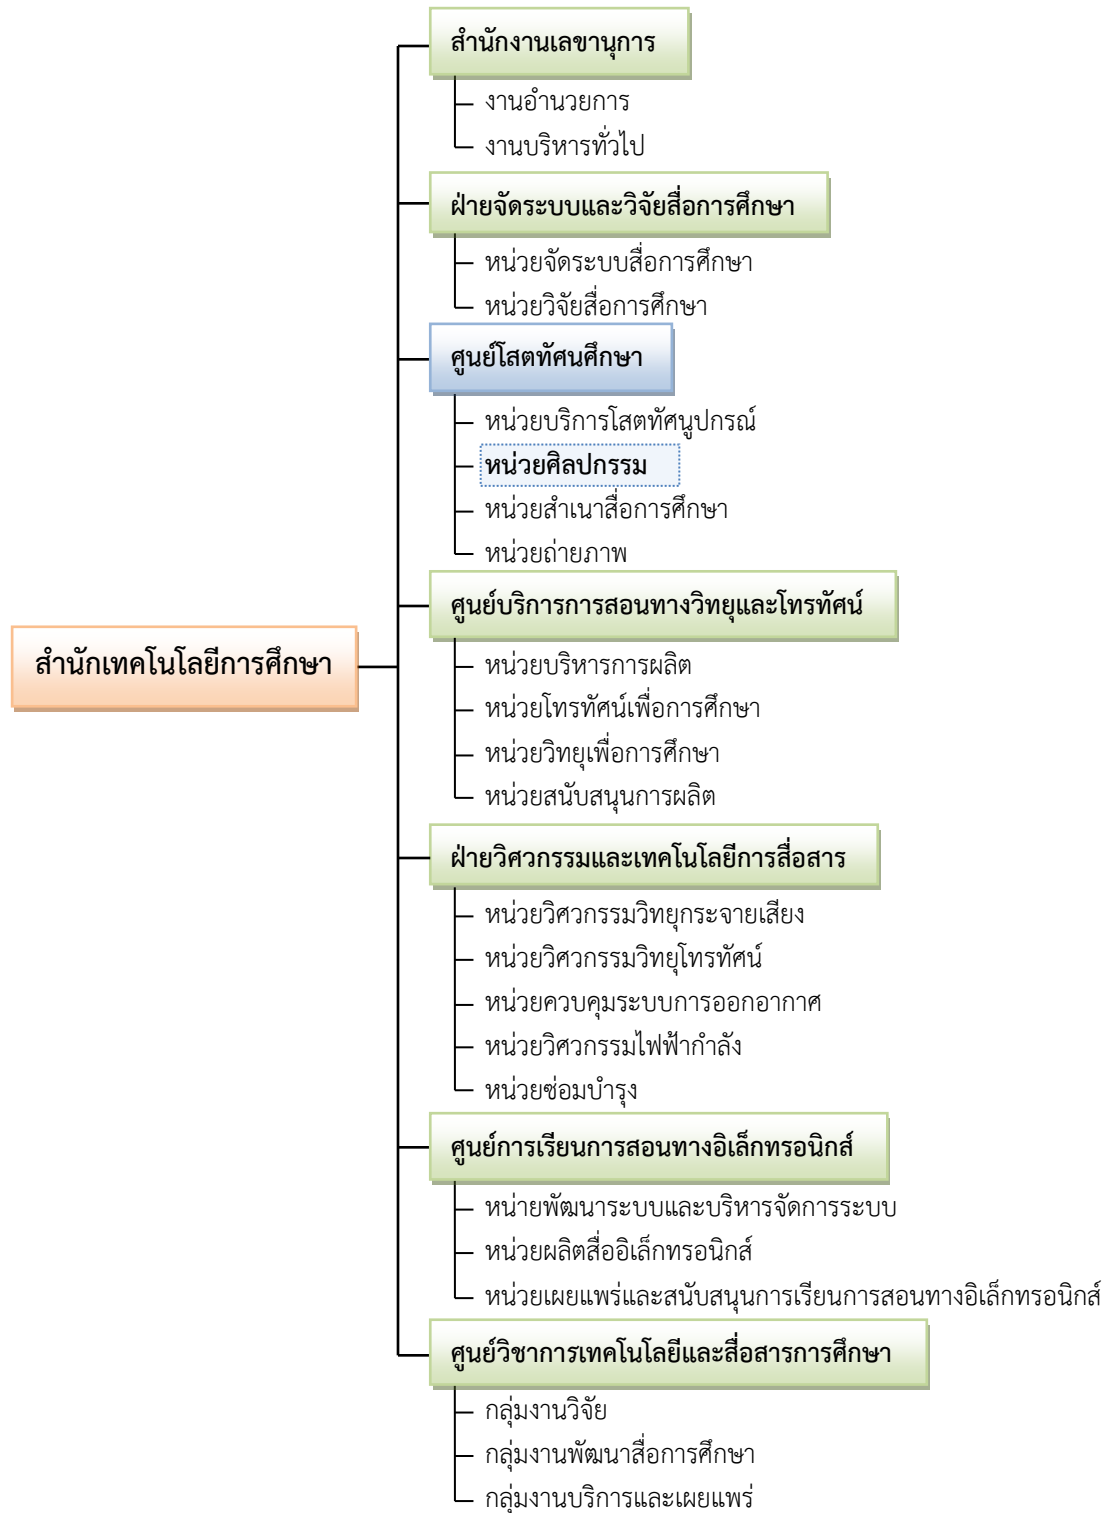 สำนักงานเลขานุการ
งานอำนวยการ
งานบริหารทั่วไป
ฝ่ายจัดระบบและวิจัยสื่อการศึกษา
หน่วยจัดระบบสื่อการศึกษา
หน่วยวิจัยสื่อการศึกษา
ศูนย์โสตทัศนศึกษา
หน่วยบริการโสตทัศนูปกรณ์
หน่วยศิลปกรรม
หน่วยสำเนาสื่อการศึกษา
หน่วยถ่ายภาพ
ศูนย์บริการการสอนทางวิทยุและโทรทัศน์
สำนักเทคโนโลยีการศึกษา
หน่วยบริหารการผลิต
หน่วยโทรทัศน์เพื่อการศึกษา
หน่วยวิทยุเพื่อการศึกษา
หน่วยสนับสนุนการผลิต
ฝ่ายวิศวกรรมและเทคโนโลยีการสื่อสาร
หน่วยวิศวกรรมวิทยุกระจายเสียง
หน่วยวิศวกรรมวิทยุโทรทัศน์
หน่วยควบคุมระบบการออกอากาศ
หน่วยวิศวกรรมไฟฟ้ากำลัง
หน่วยซ่อมบำรุง
ศูนย์การเรียนการสอนทางอิเล็กทรอนิกส์
หน่ายพัฒนาระบบและบริหารจัดการระบบ
หน่วยผลิตสื่ออิเล็กทรอนิกส์
หน่วยเผยแพร่และสนับสนุนการเรียนการสอนทางอิเล็กทรอนิกส์
ศูนย์วิชาการเทคโนโลยีและสื่อสารการศึกษา
กลุ่มงานวิจัย
กลุ่มงานพัฒนาสื่อการศึกษา
กลุ่มงานบริการและเผยแพร่